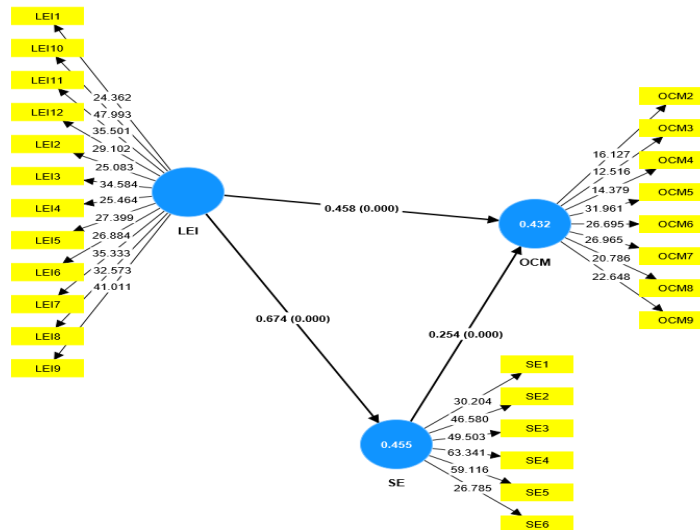 LEI1
LEI10
LEI11
LEI12
LEI2
LEI3
LEI4
LEI5
LEI6
LEI7
LEI8
LEI9
24.362
47.993
35.501
29.102
25.083
34.584
25.464
27.399
26.884
35.333
32.573
41.011
LEI
0.458 (0.000)
0.674 (0.000)
0.254 (0.000)
0.432
OCM
16.127
12.516
14.379
31.961
26.695
26.965
20.786
22.648
OCM2
OCM3
OCM4
OCM5
OCM6
OCM7
OCM8
OCM9
0.455
SE
30.204
46.580
49.503
63.341
59.116
26.785
SE1
SE2
SE3
SE4
SE5
SE6